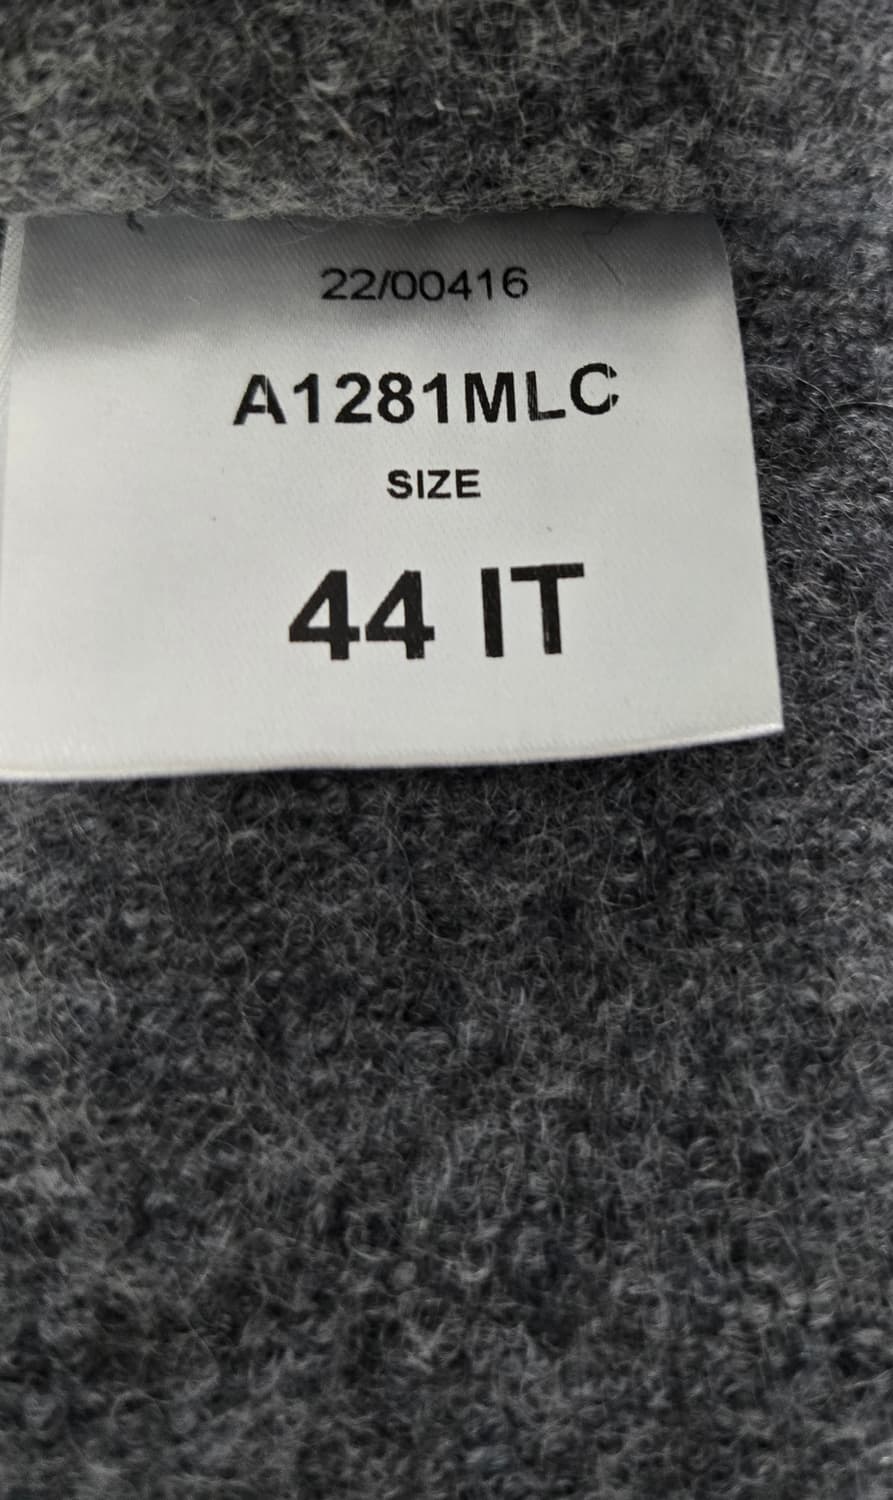 22/00416
A1281MLC
SIZE
44 IT